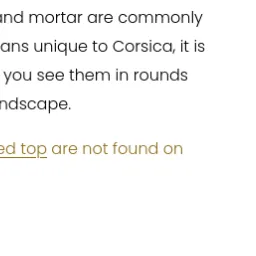 and mortar are commonly
ans unique to Corsica, it is
you see them in rounds
ndscape.
ed top are not found on